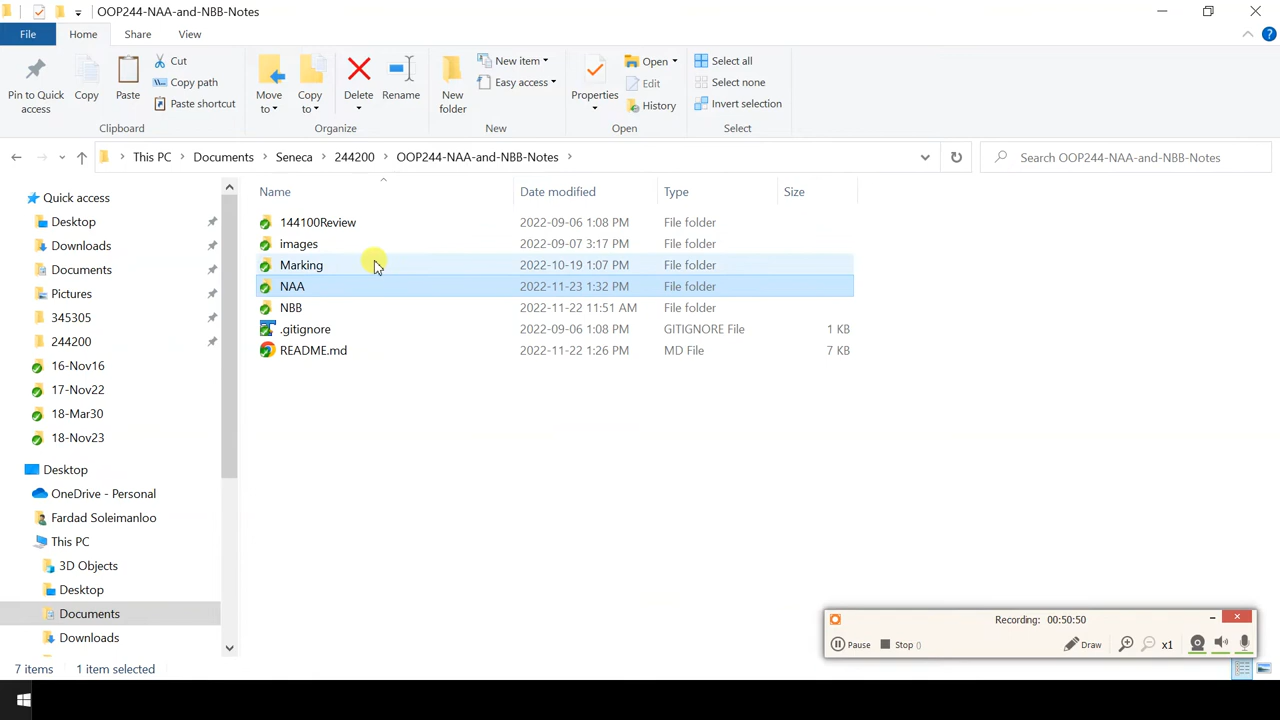 OOP244-NAA-and-NBB-Notes
File Home Share View
Pin to Quick access
Copy
Paste
Cut
Copy path
Paste shortcut
Clipboard
Move to
Copy to
Delete
Rename
Organize
New folder
New item
Easy access
New
Properties
Open
Edit
History
Open
Select all
Select none
Invert selection
Select
This PC > Documents > Seneca > 244200 > OOP244-NAA-and-NBB-Notes >
Search OOP244-NAA-and-NBB-Notes
Quick access
Desktop
Downloads
Documents
Pictures
345305
244200
16-Nov16
17-Nov22
18-Mar30
18-Nov23
Desktop
OneDrive - Personal
Fardad Soleimanloo
This PC
3D Objects
Desktop
Documents
Downloads
Name Date modified Type Size
144100Review 2022-09-06 1:08 PM File folder
images 2022-09-07 3:17 PM File folder
Marking 2022-10-19 1:07 PM File folder
NAA 2022-11-23 1:32 PM File folder
NBB 2022-11-22 11:51 AM File folder
.gitignore 2022-09-06 1:08 PM GITIGNORE File 1 KB
README.md 2022-11-22 1:26 PM MD File 7 KB
Recording: 00:50:50
Pause Stop () Draw x1
7 items 1 item selected